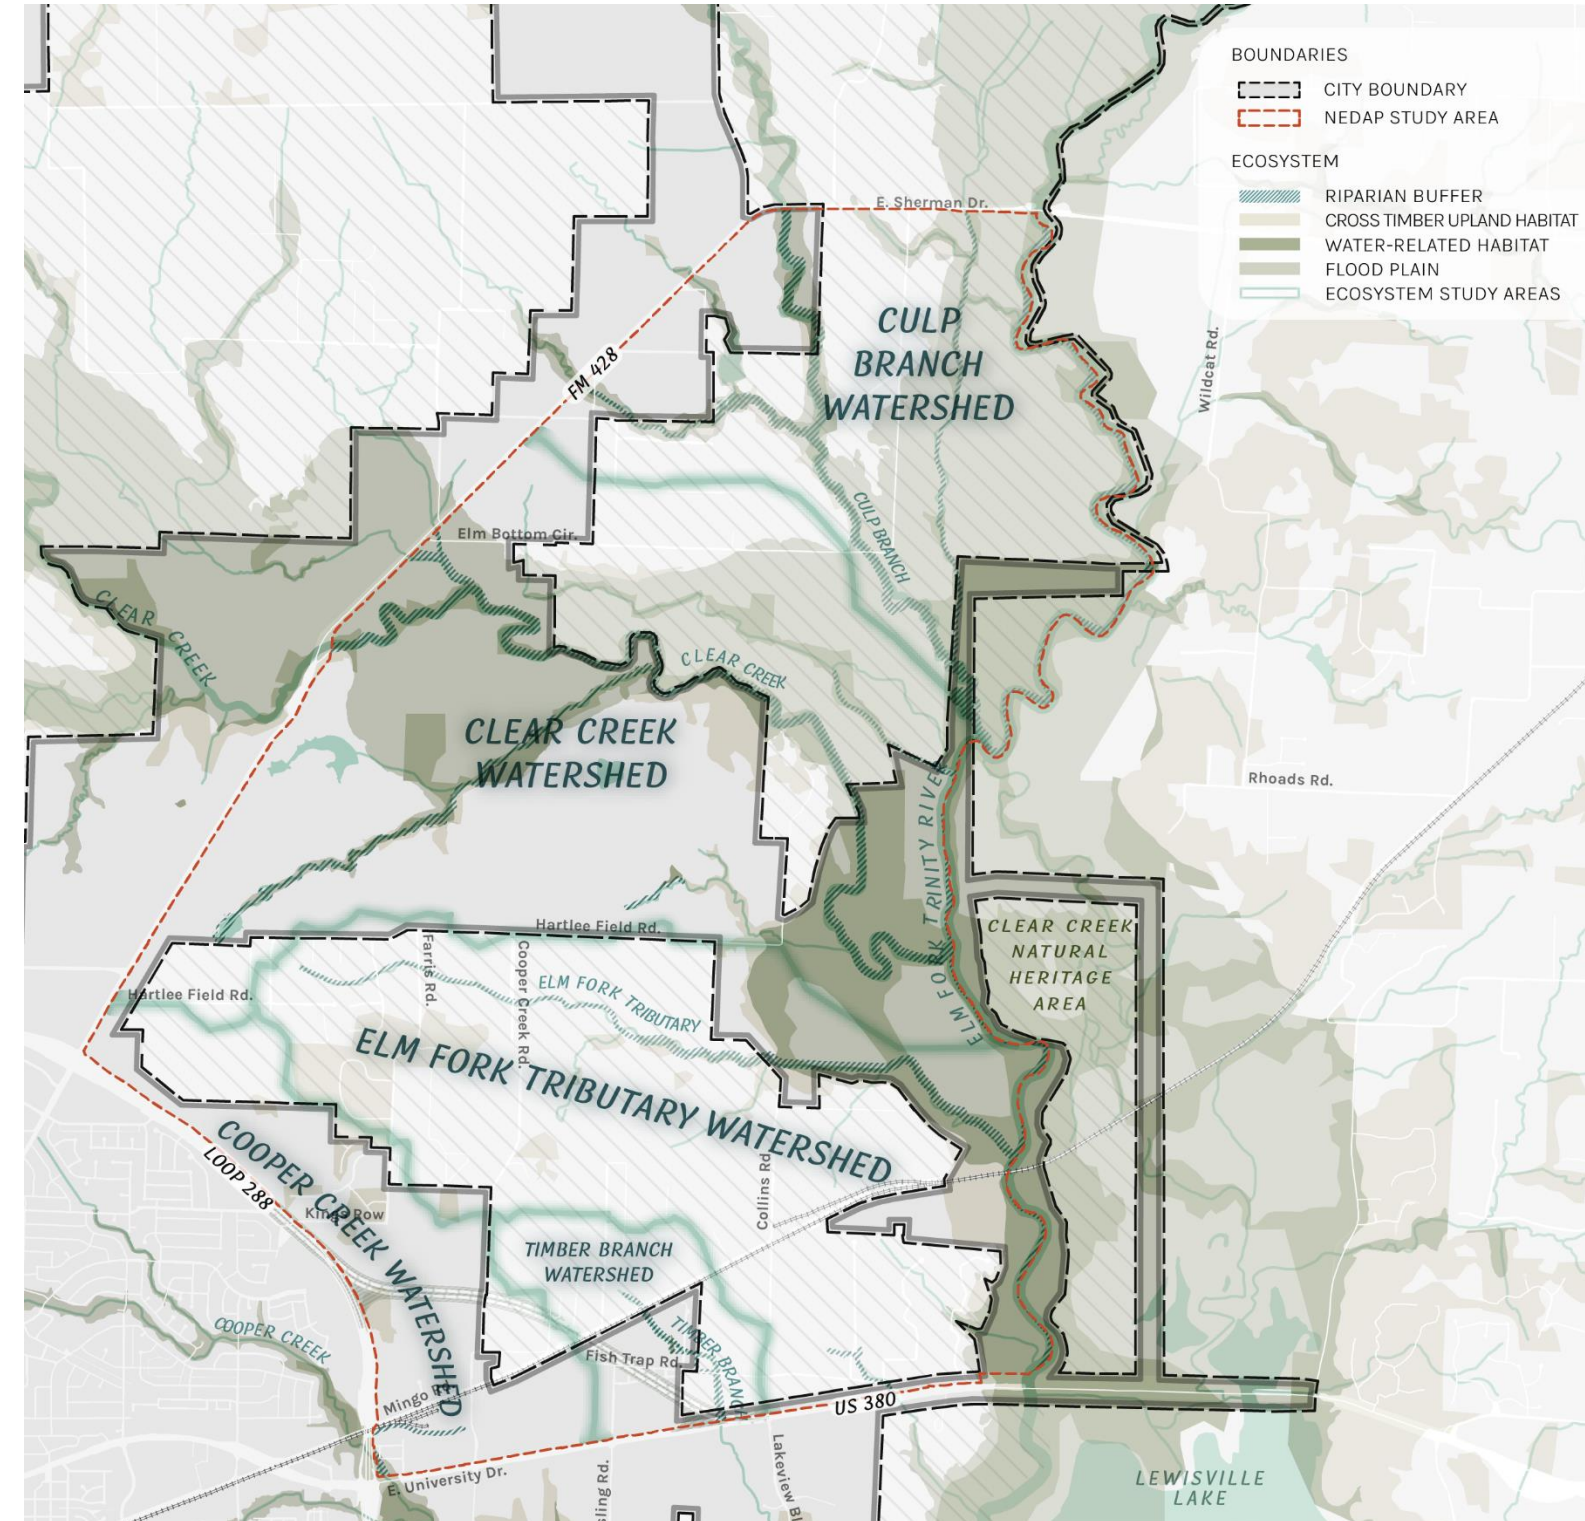 BOUNDARIES
CITY BOUNDARY
NEDAP STUDY AREA
ECOSYSTEM
RIPARIAN BUFFER
CROSS TIMBER UPLAND HABITAT
WATER-RELATED HABITAT
FLOOD PLAIN
ECOSYSTEM STUDY AREAS
E. Sherman Dr.
CULP
BRANCH
WATERSHED
Wildcat Rd.
FM 428
Elm Bottom Cir.
CULP BRANCH
CLEAR CREEK
CLEAR CREEK
CLEAR CREEK
WATERSHED
Rhoads Rd.
ELM FORK TRINITY RIVER
Hartlee Field Rd.
CLEAR CREEK
NATURAL
HERITAGE
AREA
Farris Rd.
Cooper Creek Rd.
Hartlee Field Rd.
ELM FORK TRIBUTARY
ELM FORK TRIBUTARY WATERSHED
COOPER CREEK WATERSHED
LOOP 288
Collins Rd.
Kings Row
TIMBER BRANCH
WATERSHED
COOPER CREEK
TIMBER BRANCH
Fish Trap Rd.
Mingo Rd.
US 380
E. University Dr.
sling Rd.
Lakeview Bl
LEWISVILLE
LAKE